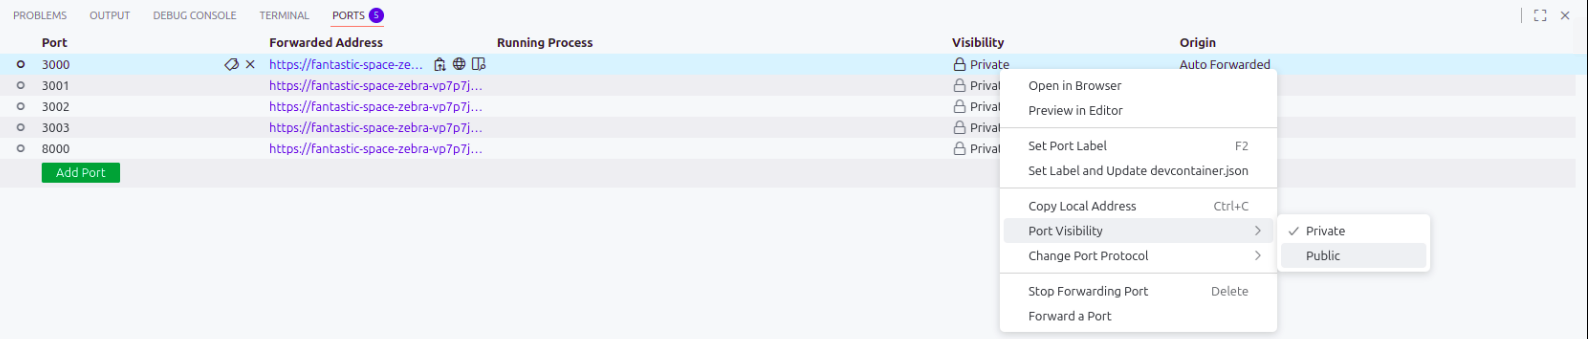 PROBLEMS OUTPUT DEBUG CONSOLE TERMINAL PORTS 5
Port Forwarded Address Running Process Visibility Origin
3000 https://fantastic-space-ze... Private Auto Forwarded
3001 https://fantastic-space-zebra-vp7p7j...
3002 https://fantastic-space-zebra-vp7p7j...
3003 https://fantastic-space-zebra-vp7p7j...
8000 https://fantastic-space-zebra-vp7p7j...
Add Port
Open in Browser
Preview in Editor
Set Port Label F2
Set Label and Update devcontainer.json
Copy Local Address Ctrl+C
Port Visibility
Private
Public
Change Port Protocol
Stop Forwarding Port Delete
Forward a Port